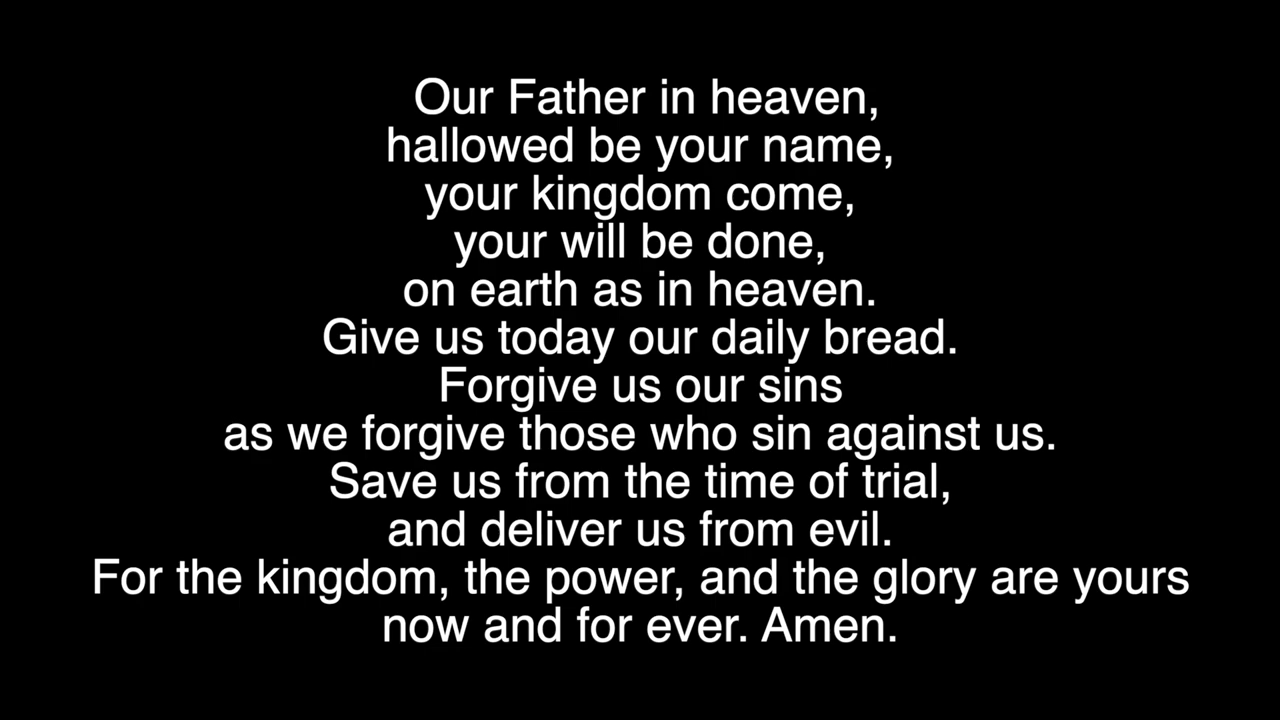 Our Father in heaven,
hallowed be your name,
your kingdom come,
your will be done,
on earth as in heaven.
Give us today our daily bread.
Forgive us our sins
as we forgive those who sin against us.
Save us from the time of trial,
and deliver us from evil.
For the kingdom, the power, and the glory are yours
now and for ever. Amen.